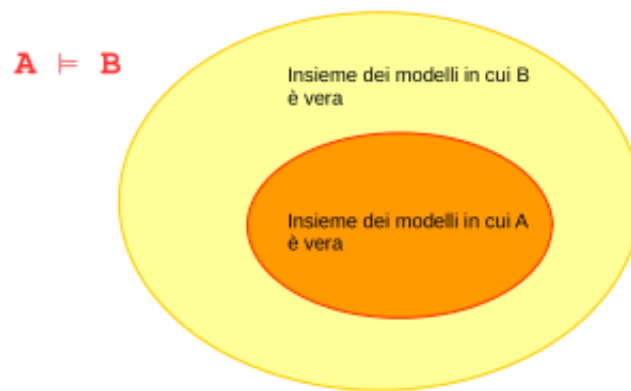 A ⊨ B
Insieme dei modelli in cui B
è vera
Insieme dei modelli in cui A
è vera